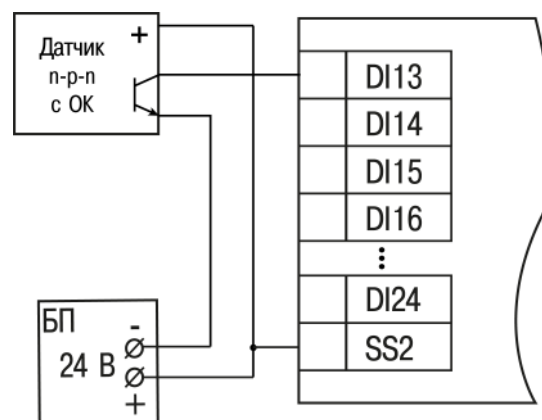 Датчик
n-p-n
с ОК
+
DI13
DI14
DI15
DI16
DI24
SS2
БП
-
24 В
+